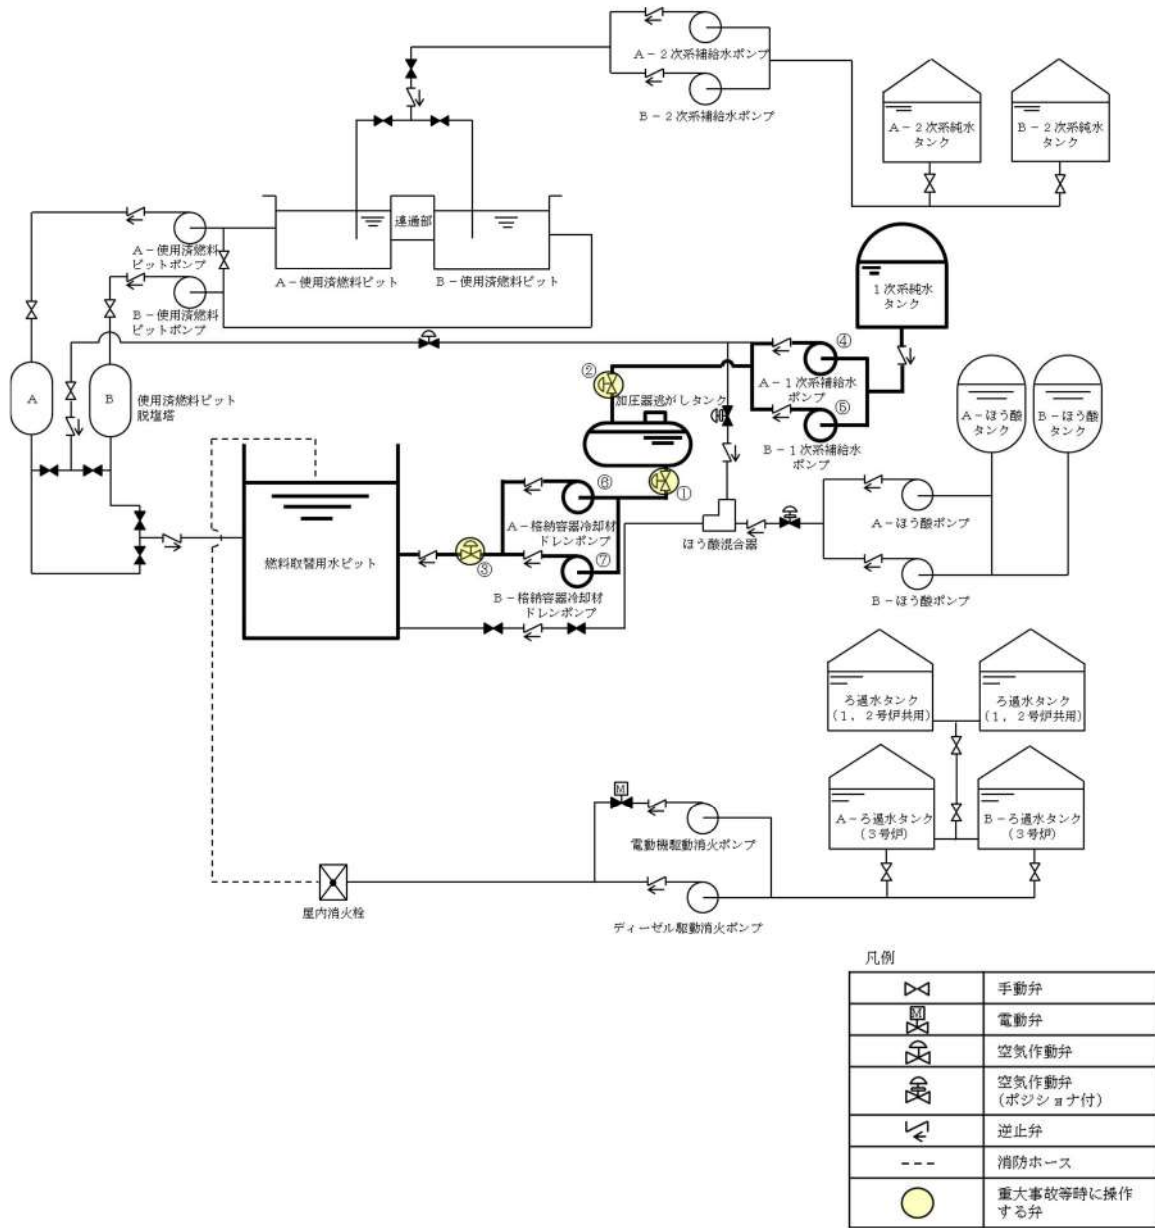 A－2次系補給水ポンプ
B－2次系補給水ポンプ
A－2次系純水
タンク
B－2次系純水
タンク
連通部
A－使用済燃料
ピットポンプ
A－使用済燃料ピット
B－使用済燃料ピット
B－使用済燃料
ピットポンプ
1次系純水
タンク
④
②
A－1次系補給水
ポンプ
加圧器逃がしタンク
⑤
B－1次系補給水
ポンプ
A
B
使用済燃料ピット
脱塩塔
A－ほう酸
タンク
B－ほう酸
タンク
①
⑥
A－格納容器冷却材
ドレンポンプ
ほう酸混合器
A－ほう酸ポンプ
燃料取替用水ピット
③
⑦
B－格納容器冷却材
ドレンポンプ
B－ほう酸ポンプ
ろ過水タンク
(1，2号炉共用)
ろ過水タンク
(1，2号炉共用)
M
電動機駆動消火ポンプ
A－ろ過水タンク
(3号炉)
B－ろ過水タンク
(3号炉)
屋内消火栓
ディーゼル駆動消火ポンプ
凡例
手動弁
M
電動弁
空気作動弁
空気作動弁
(ポジショナ付)
逆止弁
消防ホース
重大事故等時に操作
する弁